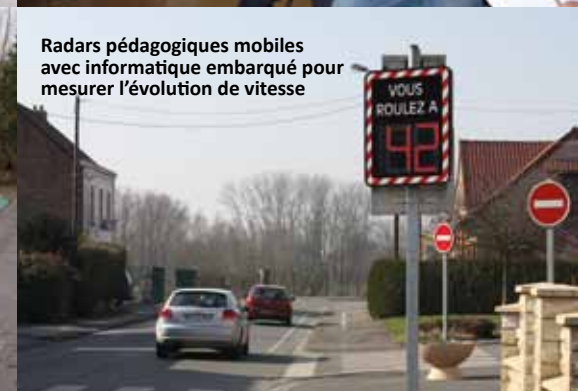 Radars pédagogiques mobiles
avec informatique embarqué pour
mesurer l'évolution de vitesse
VOUS
ROULEZ A
42